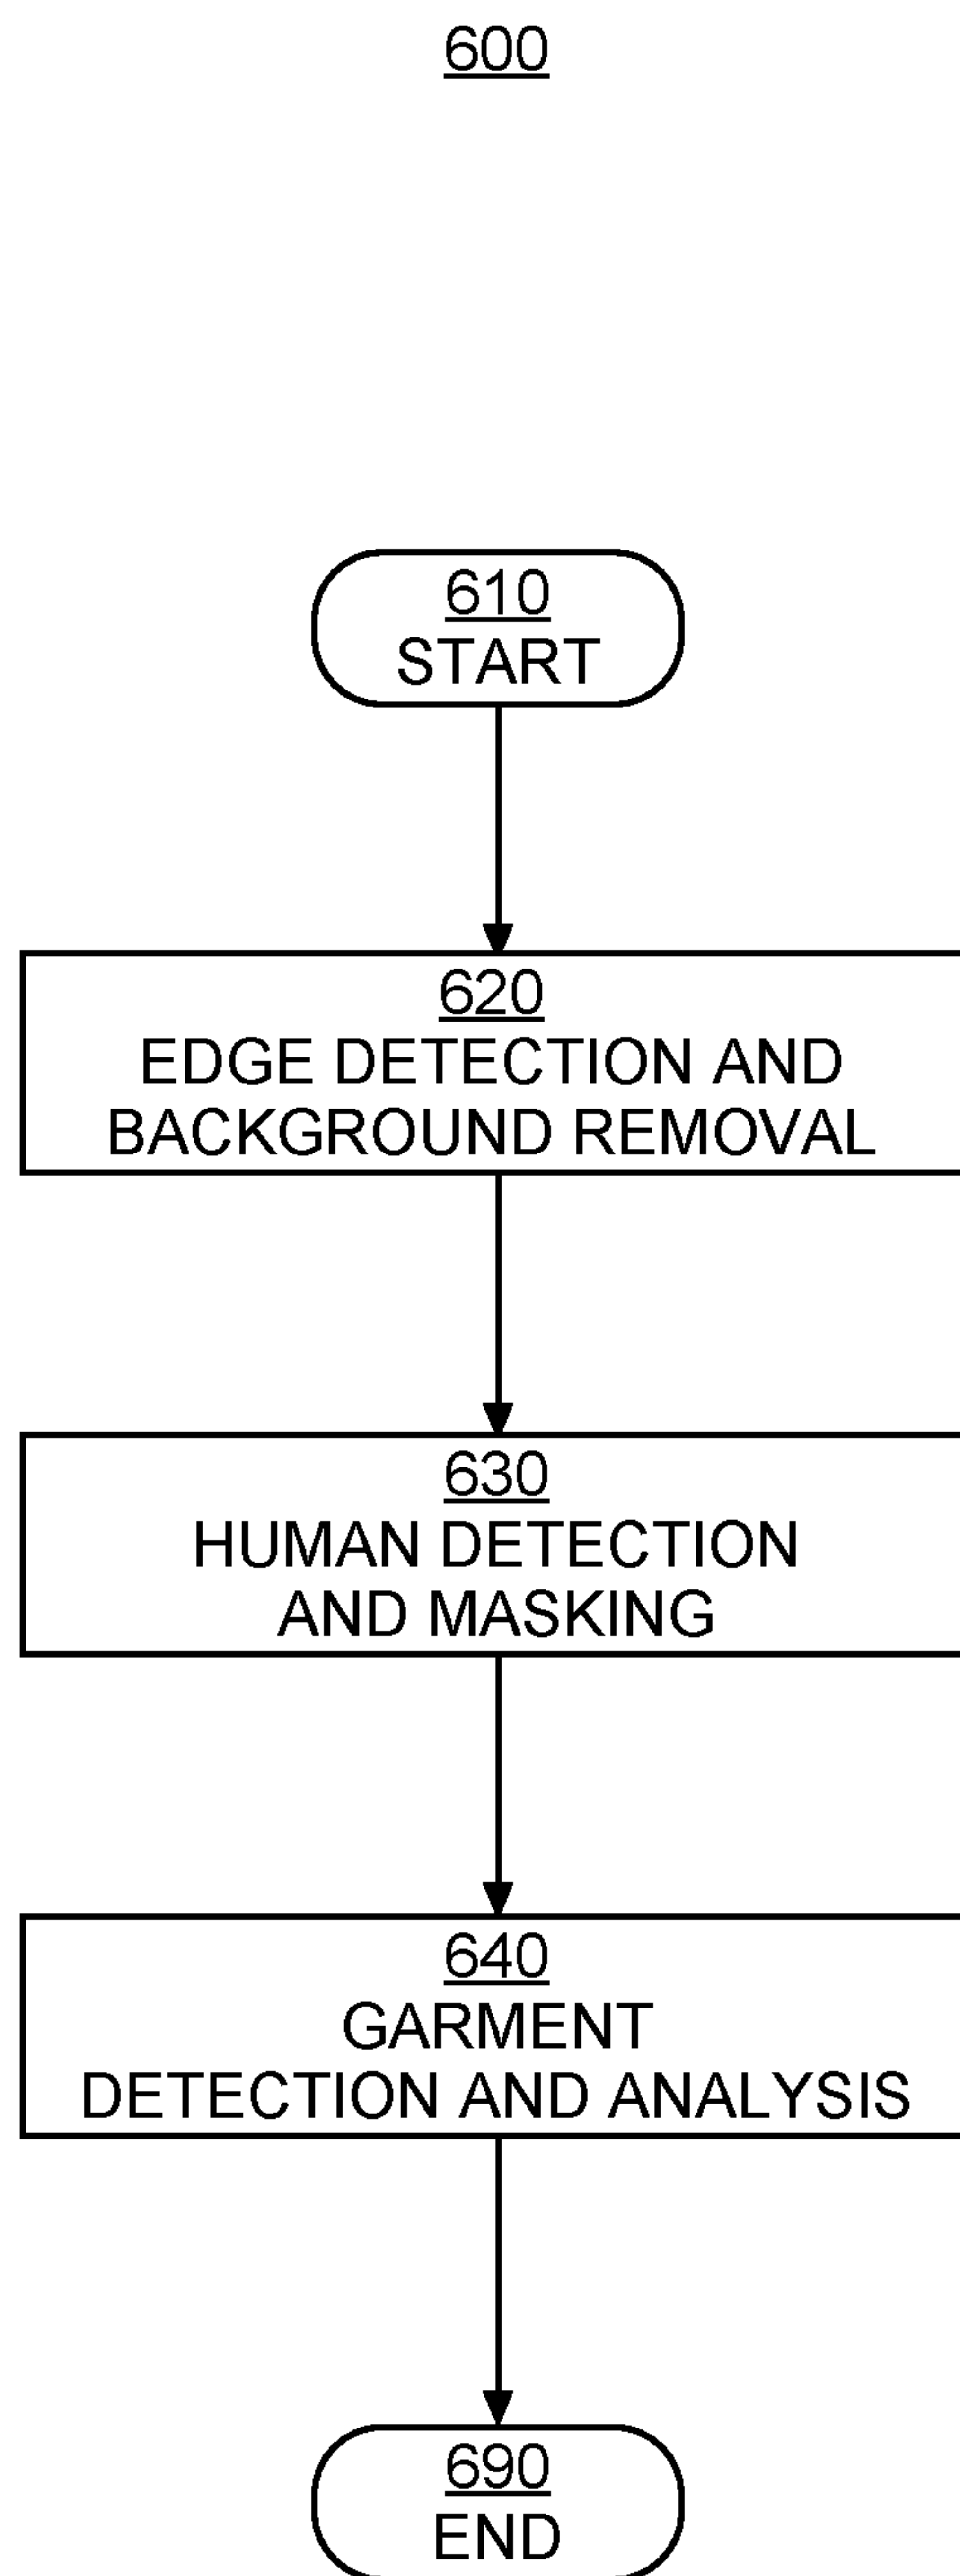 600
610
START
620
EDGE DETECTION AND
BACKGROUND REMOVAL
630
HUMAN DETECTION
AND MASKING
640
GARMENT
DETECTION AND ANALYSIS
690
END